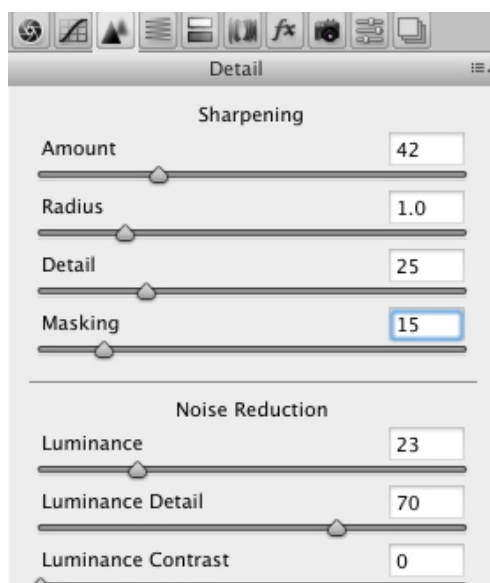 fx
Detail
Sharpening
Amount 42
Radius 1.0
Detail 25
Masking 15
Noise Reduction
Luminance 23
Luminance Detail 70
Luminance Contrast 0